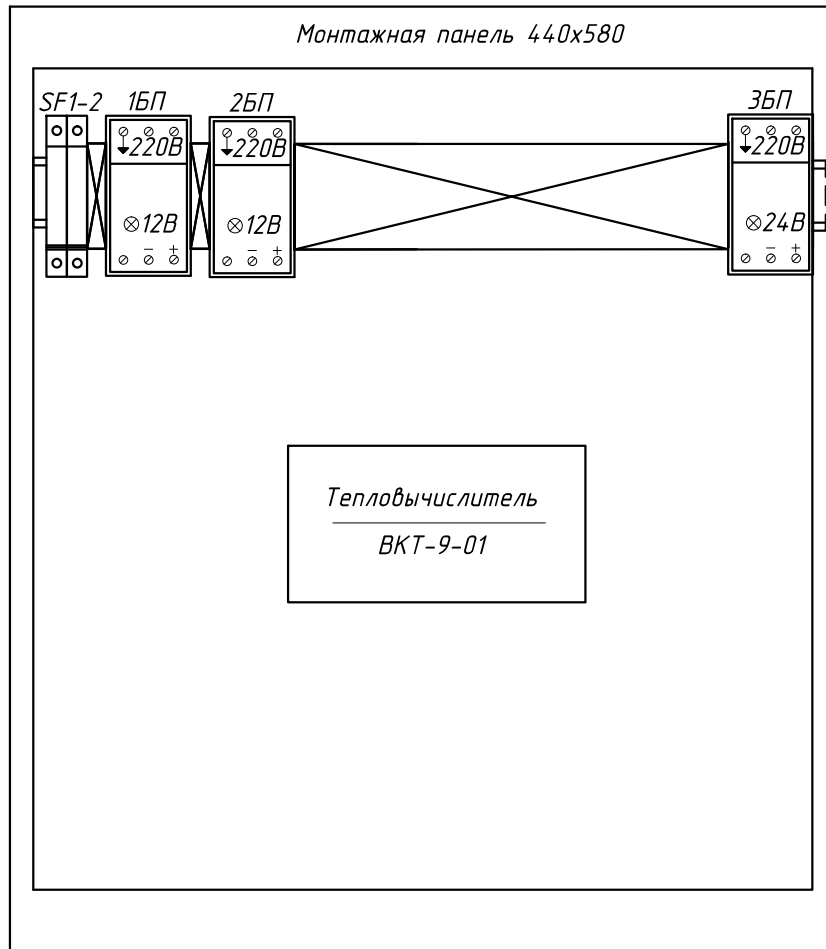 Монтажная панель 440х580
SF1-2 1БП 2БП 3БП
220В 220В 220В
12В 12В 24В
− + − + − +
Тепловычислитель
ВКТ-9-01